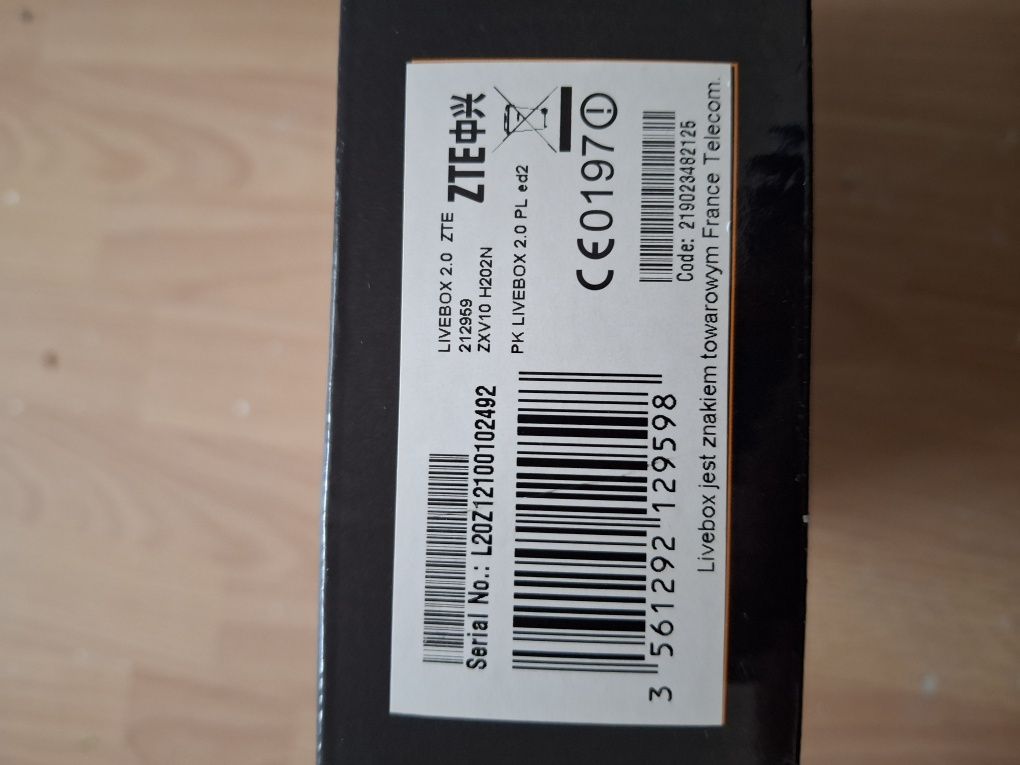 LIVEBOX 2.0 ZTE
212959
ZXV10 H202N
ZTE中兴
PK LIVEBOX 2.0 PL ed2
Serial No.: L20Z12100102492
3 561292 129598
CE0197
Code: 219023482125
Livebox jest znakiem towarowym France Telecom.